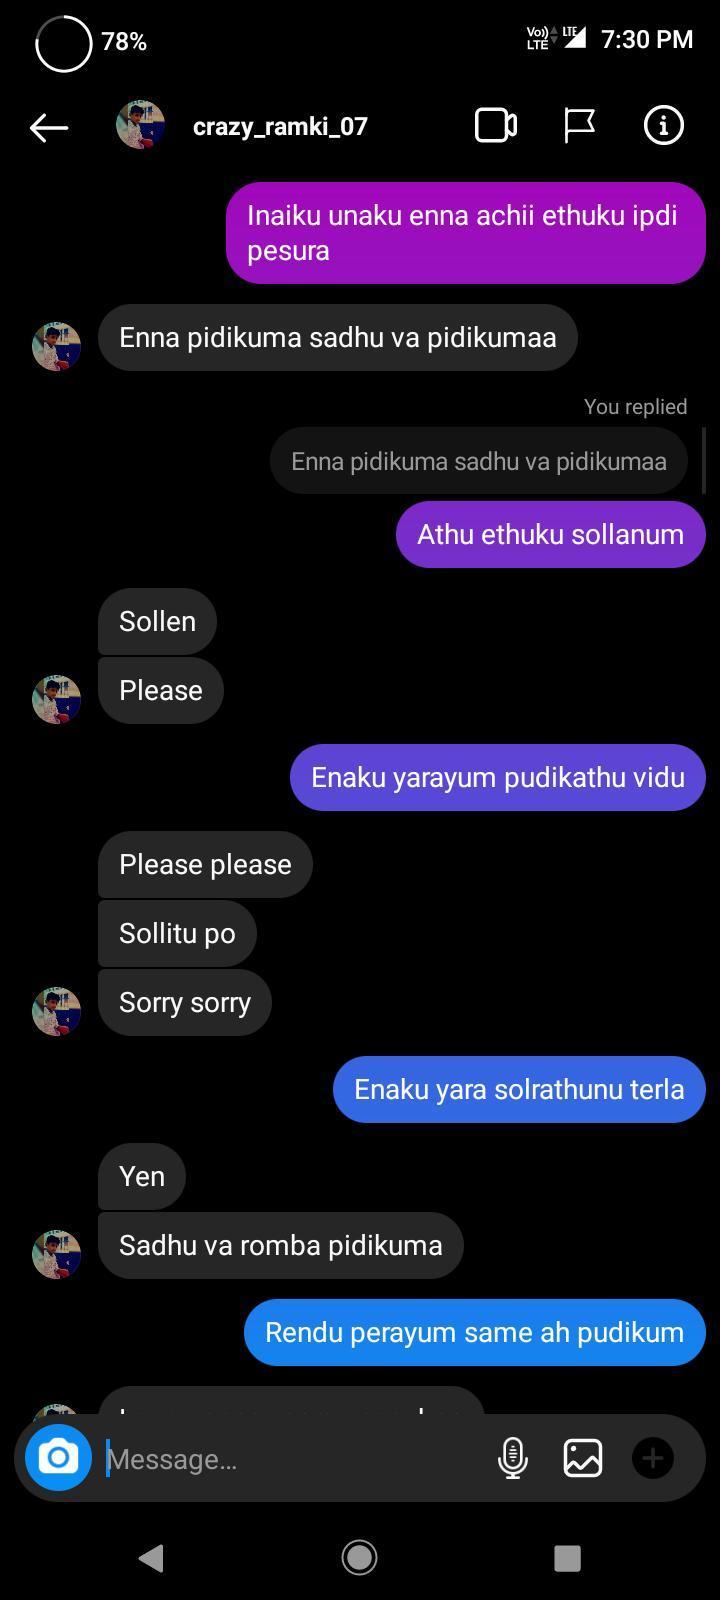 78%
Vo))
LTE
LTE
7:30 PM
crazy_ramki_07
Inaiku unaku enna achii ethuku ipdi
pesura
Enna pidikuma sadhu va pidikumaa
You replied
Enna pidikuma sadhu va pidikumaa
Athu ethuku sollanum
Sollen
Please
Enaku yarayum pudikathu vidu
Please please
Sollitu po
Sorry sorry
Enaku yara solrathunu terla
Yen
Sadhu va romba pidikuma
Rendu perayum same ah pudikum
Message...